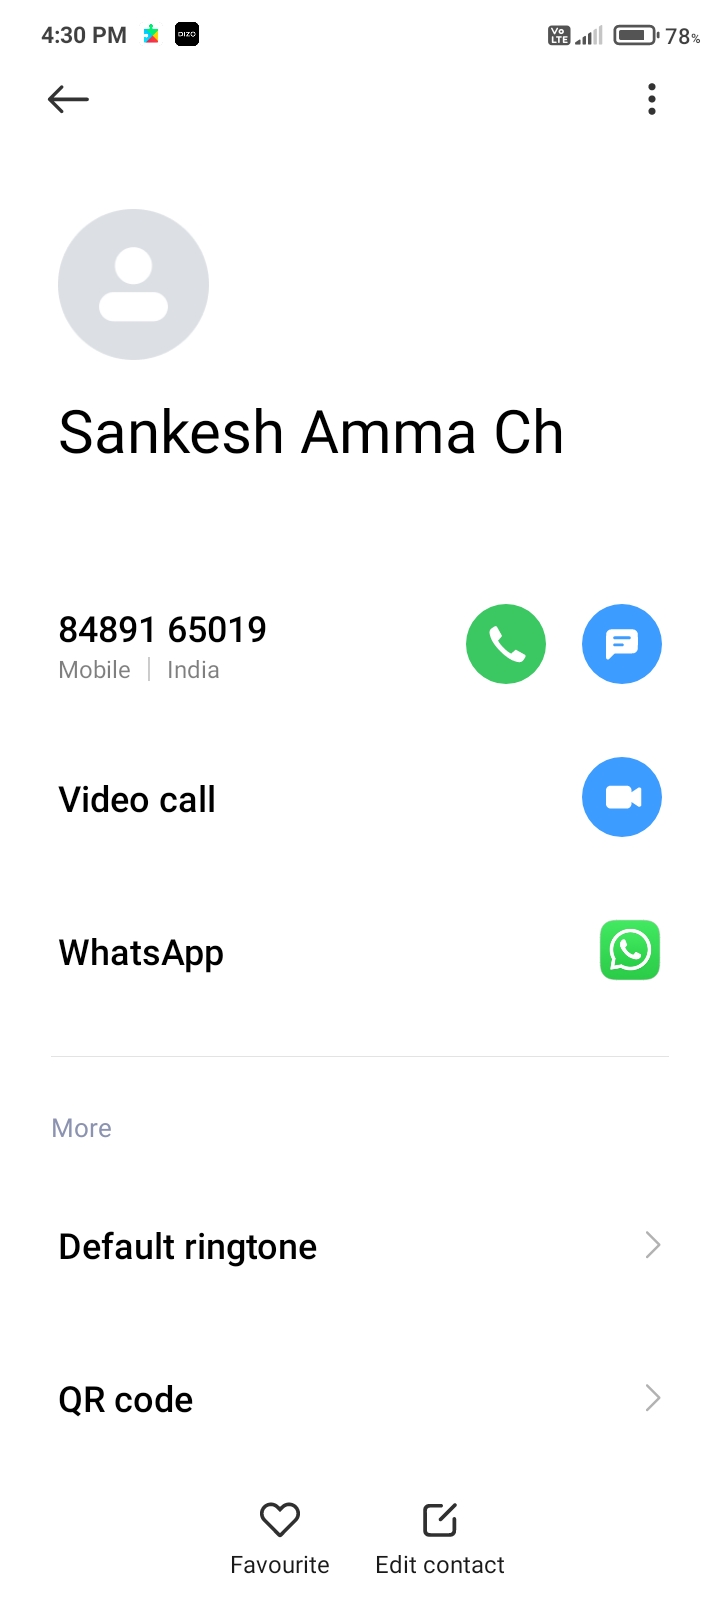 4:30 PM DIZO Vo LTE 78%
Sankesh Amma Ch
84891 65019
Mobile | India
Video call
WhatsApp
More
Default ringtone
QR code
Favourite Edit contact